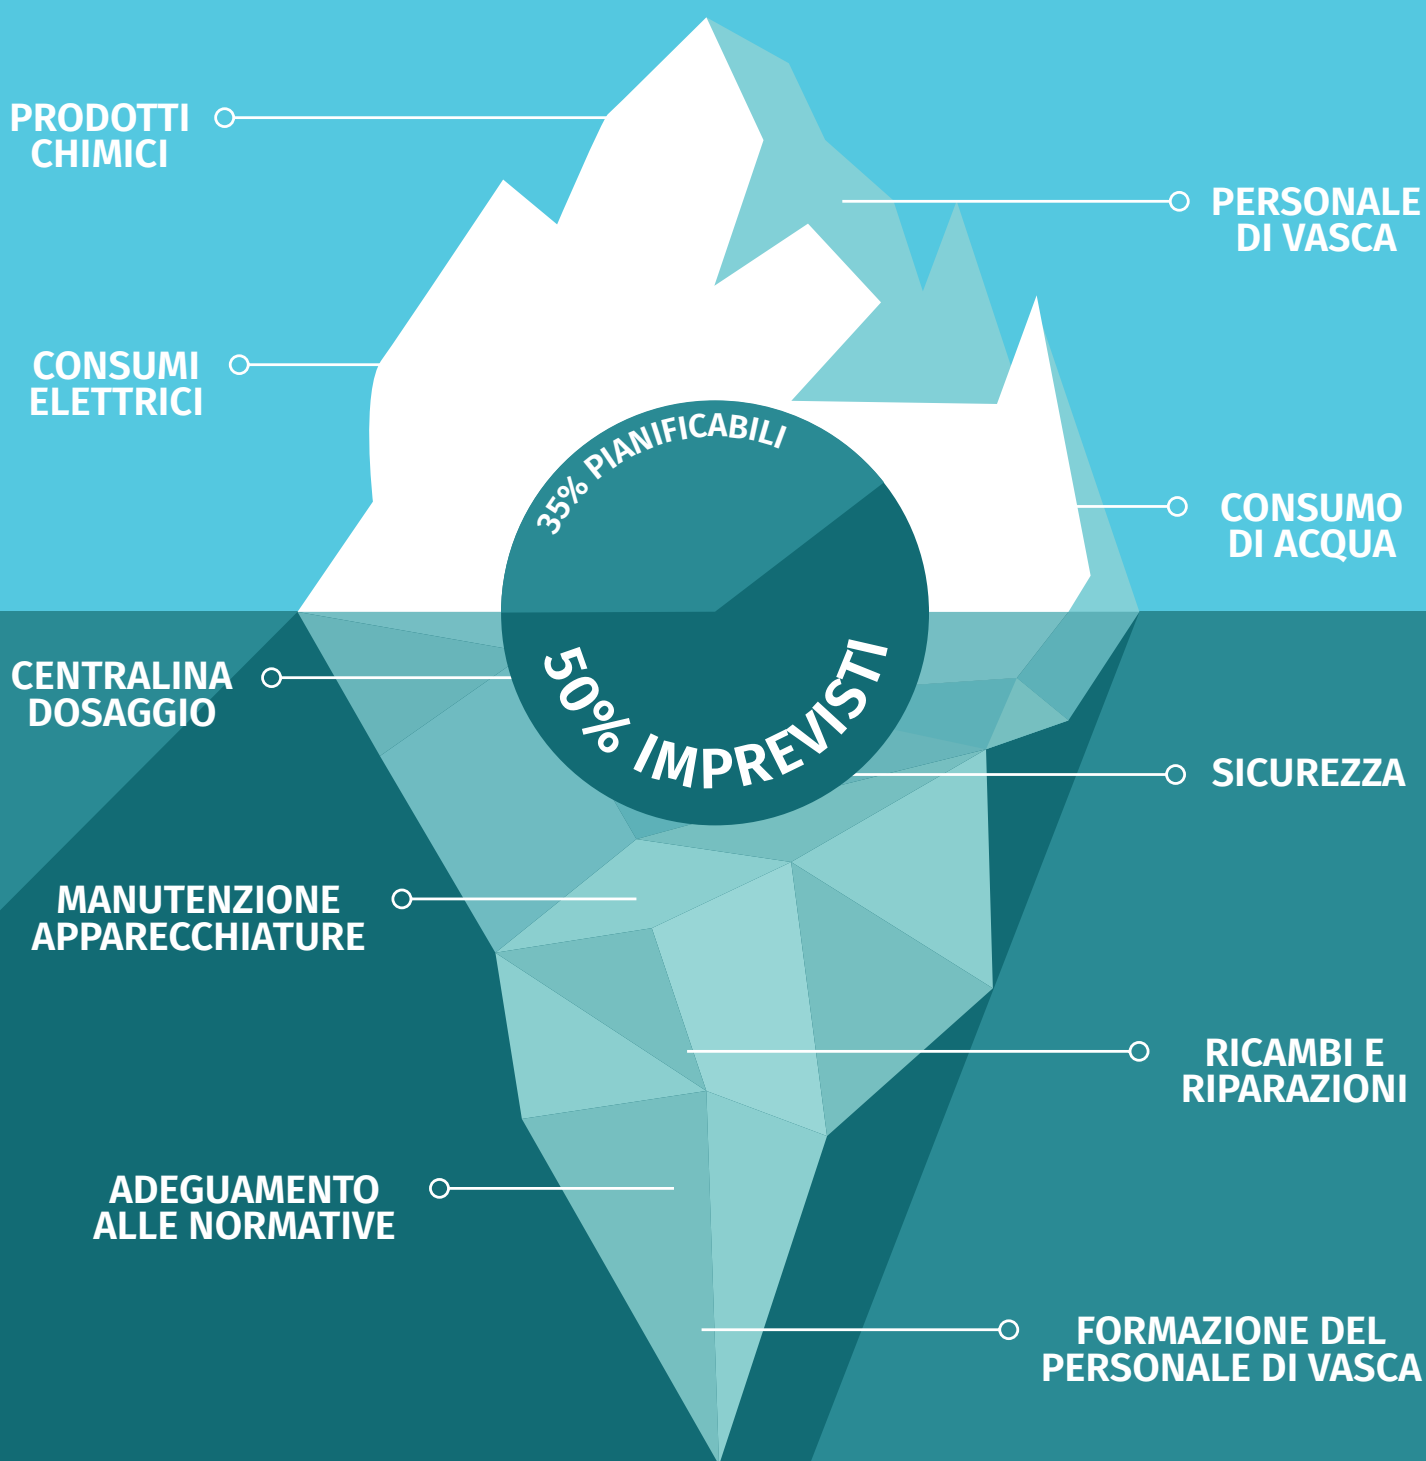 PRODOTTI
CHIMICI
PERSONALE
DI VASCA
CONSUMI
ELETTRICI
35% PIANIFICABILI
CONSUMO
DI ACQUA
50% IMPREVISTI
CENTRALINA
DOSAGGIO
SICUREZZA
MANUTENZIONE
APPARECCHIATURE
RICAMBI E
RIPARAZIONI
ADEGUAMENTO
ALLE NORMATIVE
FORMAZIONE DEL
PERSONALE DI VASCA